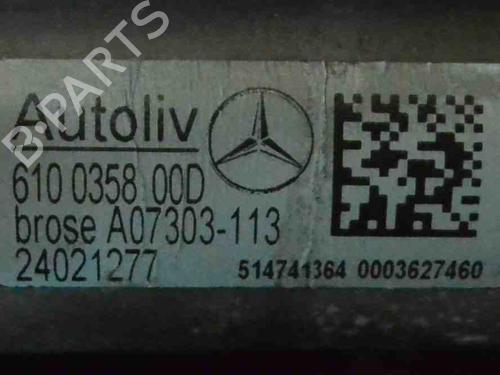 Autoliv
610 0358 00D
brose A07303-113
24021277
514741364 0003627460
B-PARTS